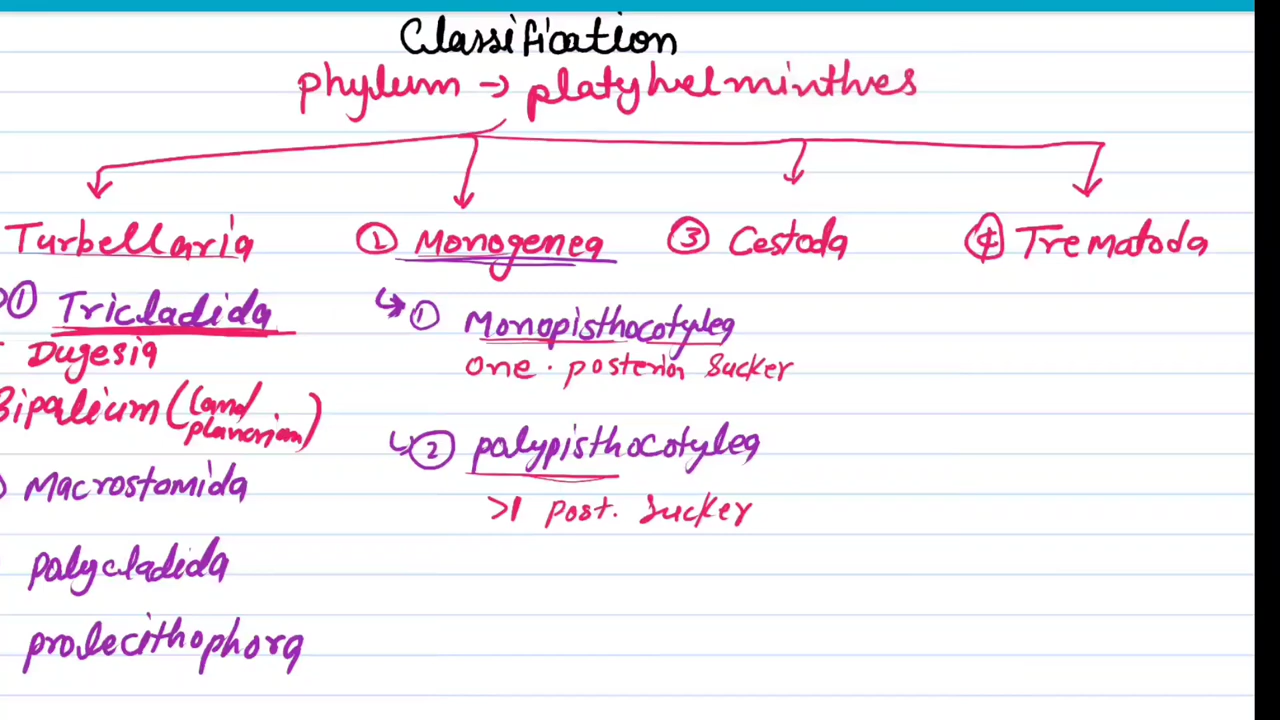 Classification
phylum → platyhelminthes
Turbellaria ② Monogenea ③ Cestoda ④ Trematoda
① Tricladida
Dugesia
Bipalium (land planarian)
Macrostomida
polycladida
prolecithophora
① Monopisthocotylea
one. posterior sucker
② polypisthocotylea
>1 post. sucker